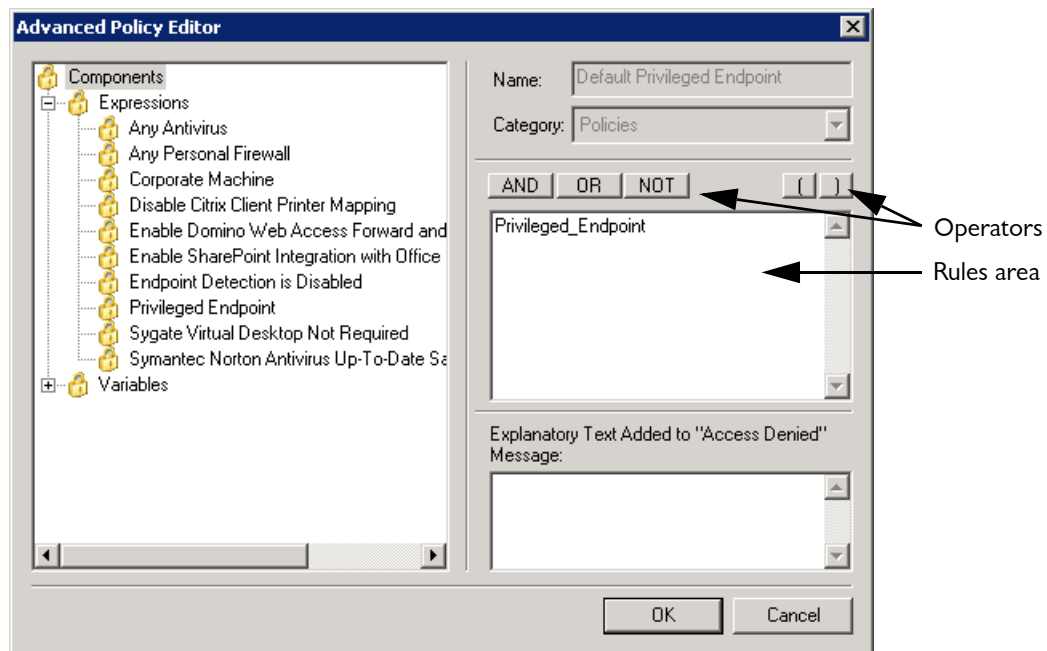 Advanced Policy Editor
Components
Expressions
Any Antivirus
Any Personal Firewall
Corporate Machine
Disable Citrix Client Printer Mapping
Enable Domino Web Access Forward and
Enable SharePoint Integration with Office
Endpoint Detection is Disabled
Privileged Endpoint
Sygate Virtual Desktop Not Required
Symantec Norton Antivirus Up-To-Date Sa
Variables
Name: Default Privileged Endpoint
Category: Policies
AND OR NOT ( )
Privileged_Endpoint
Operators
Rules area
Explanatory Text Added to "Access Denied"
Message:
OK Cancel